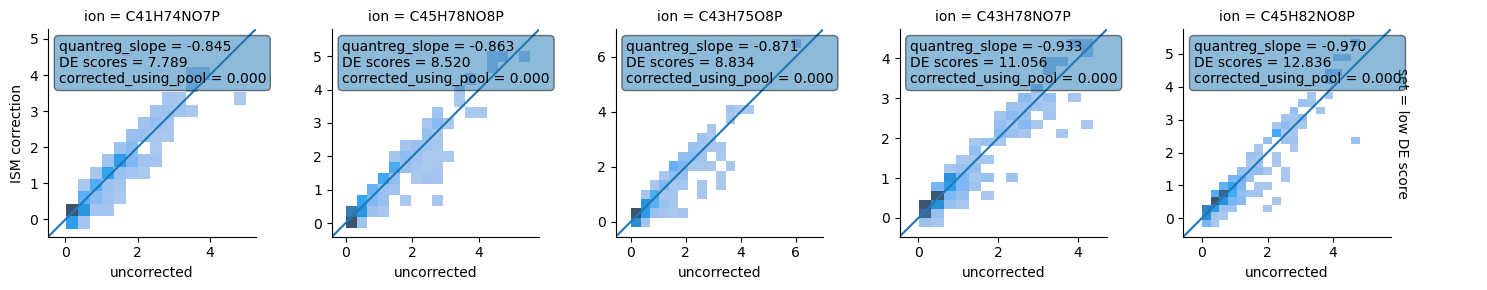 ion = C41H74NO7P
ion = C45H78NO8P
ion = C43H75O8P
ion = C43H78NO7P
ion = C45H82NO8P
quantreg_slope = -0.845
DE scores = 7.789
corrected_using_pool = 0.000
quantreg_slope = -0.863
DE scores = 8.520
corrected_using_pool = 0.000
quantreg_slope = -0.871
DE scores = 8.834
corrected_using_pool = 0.000
quantreg_slope = -0.933
DE scores = 11.056
corrected_using_pool = 0.000
quantreg_slope = -0.970
DE scores = 12.836
corrected_using_pool = 0.000
set = low DE score
ISM correction
5
4
3
2
1
0
0
2
4
uncorrected
5
4
3
2
1
0
0
2
4
uncorrected
6
4
2
0
0
2
4
6
uncorrected
4
3
2
1
0
0
2
4
uncorrected
5
4
3
2
1
0
0
2
4
uncorrected